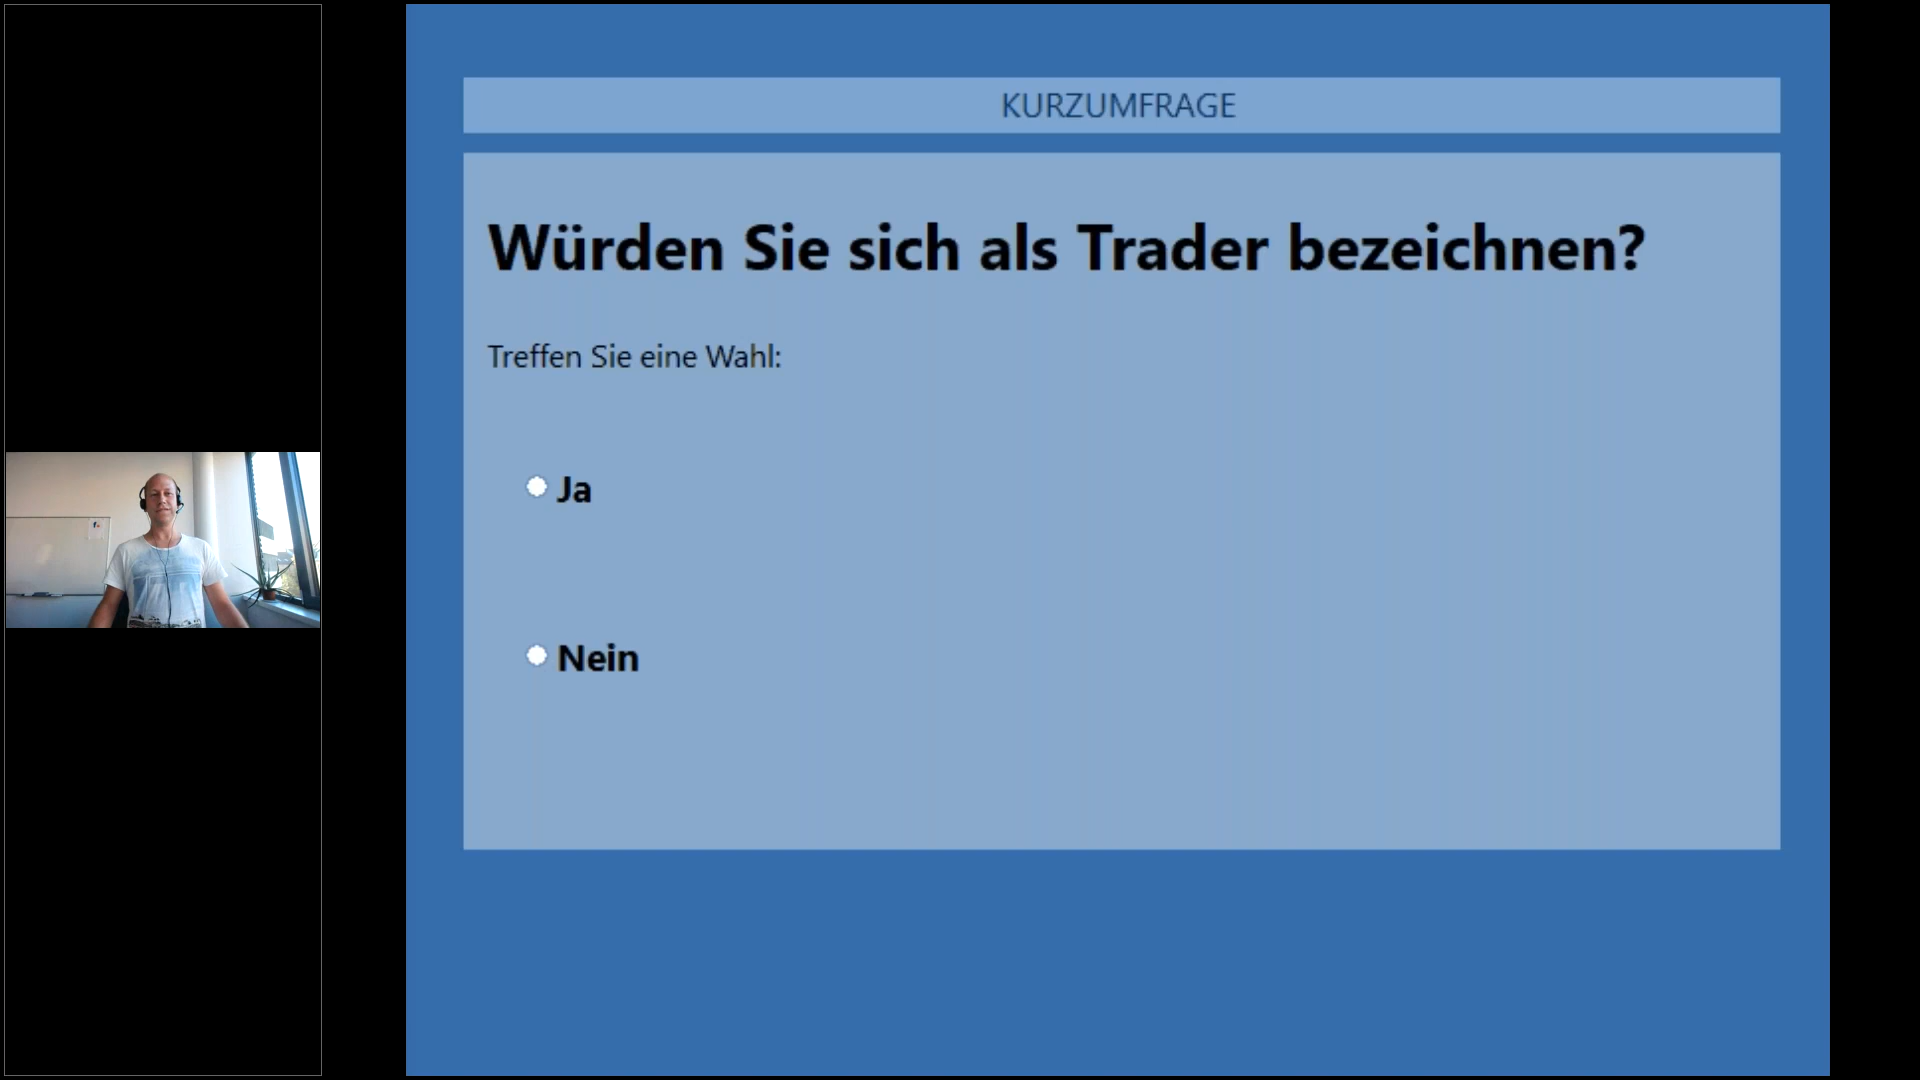 KURZUMFRAGE
Würden Sie sich als Trader bezeichnen?
Treffen Sie eine Wahl:
Ja
Nein